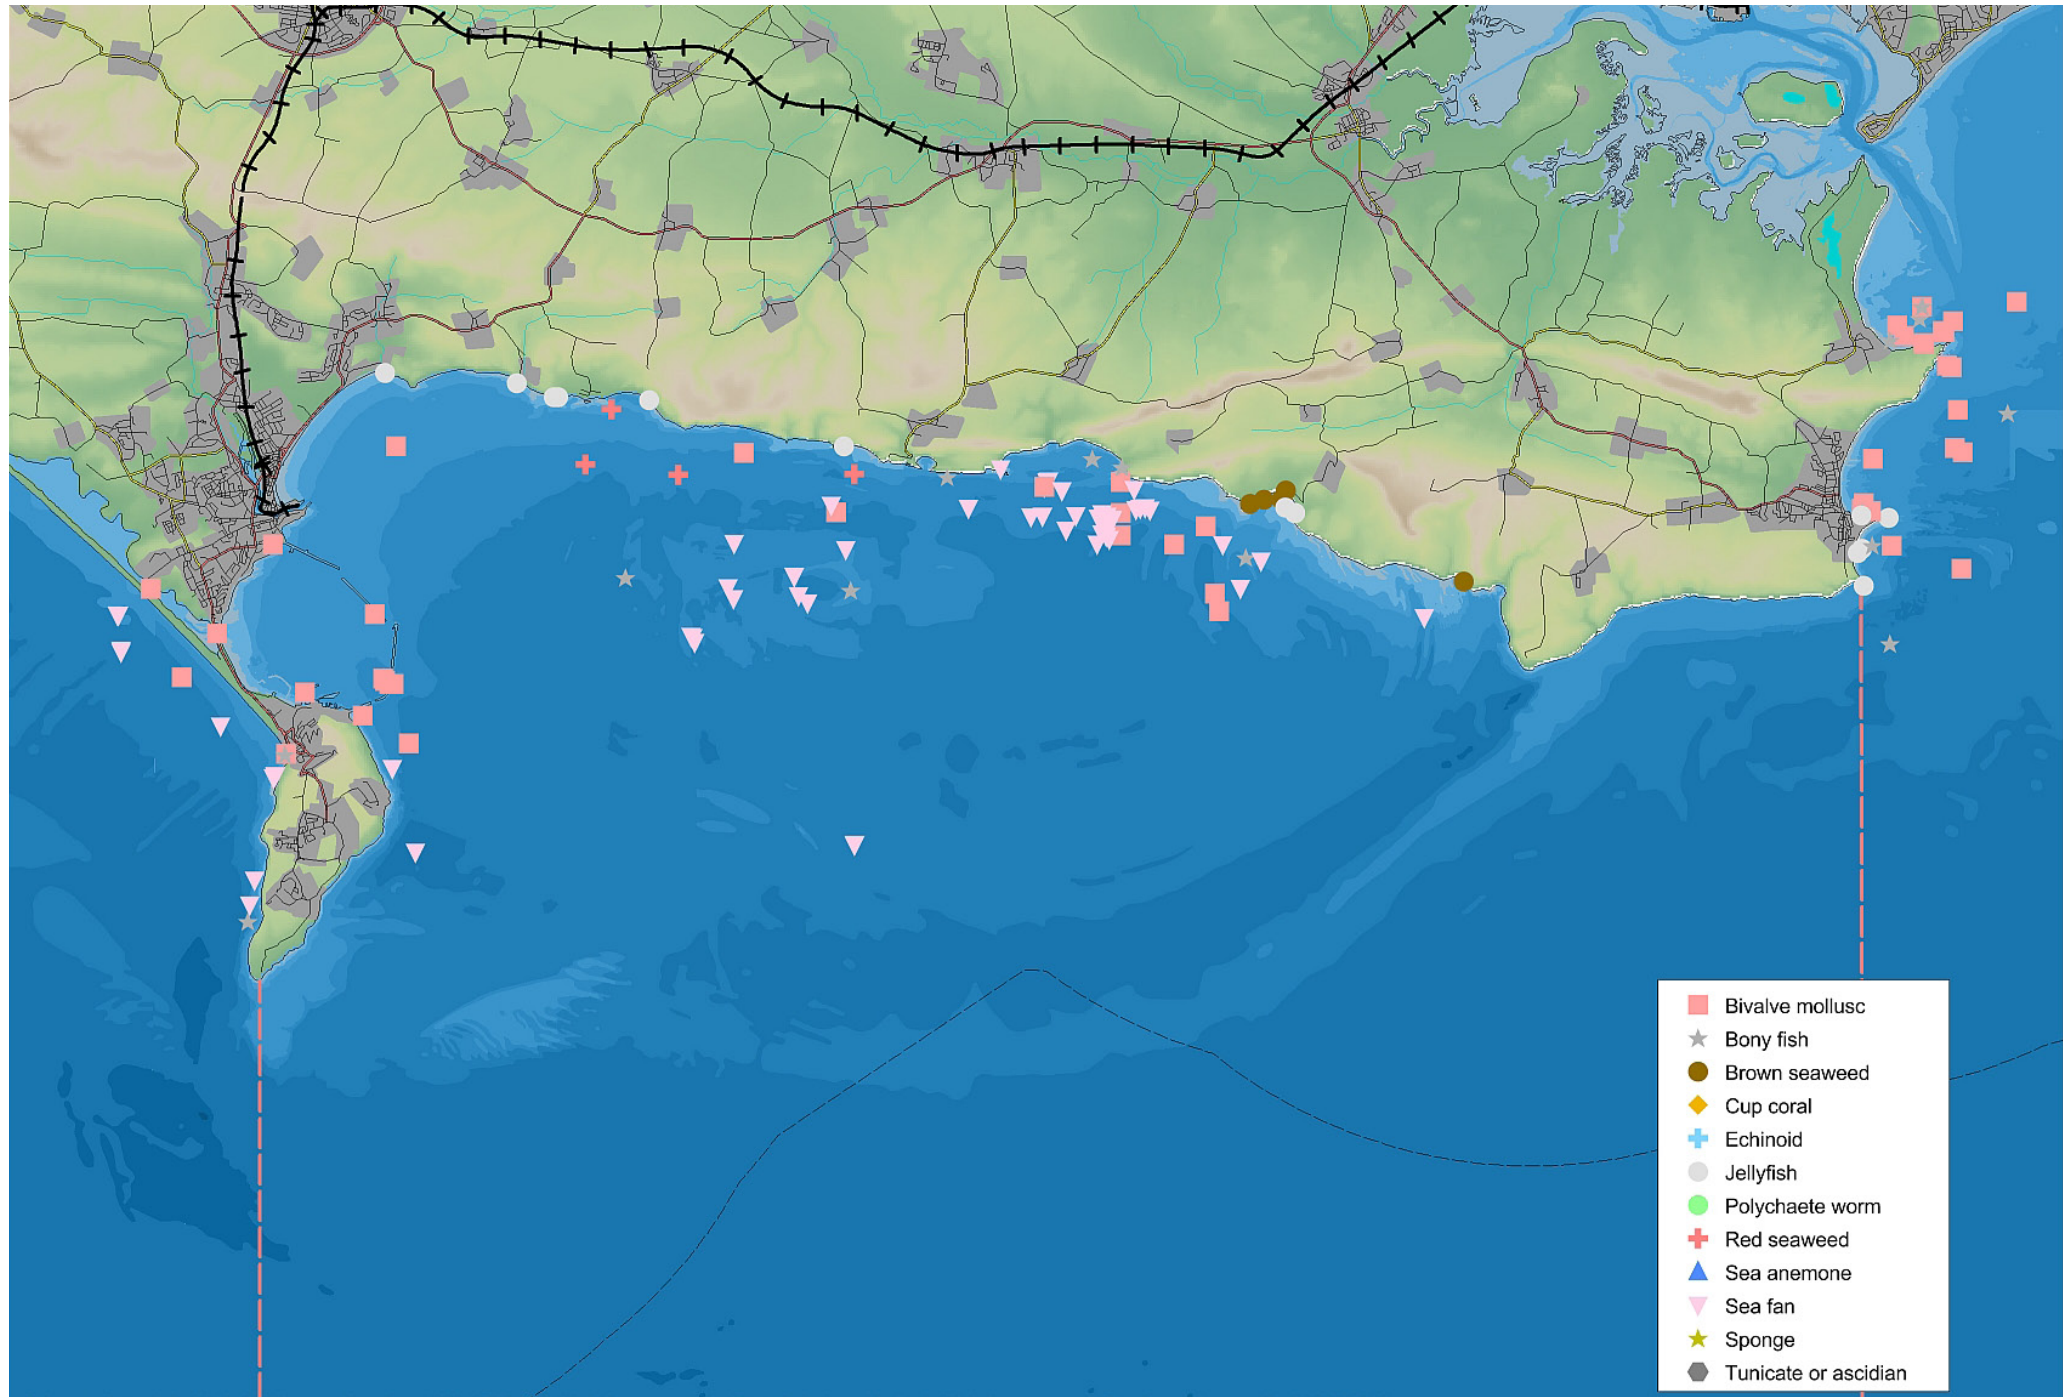 Bivalve mollusc
Bony fish
Brown seaweed
Cup coral
Echinoid
Jellyfish
Polychaete worm
Red seaweed
Sea anemone
Sea fan
Sponge
Tunicate or ascidian